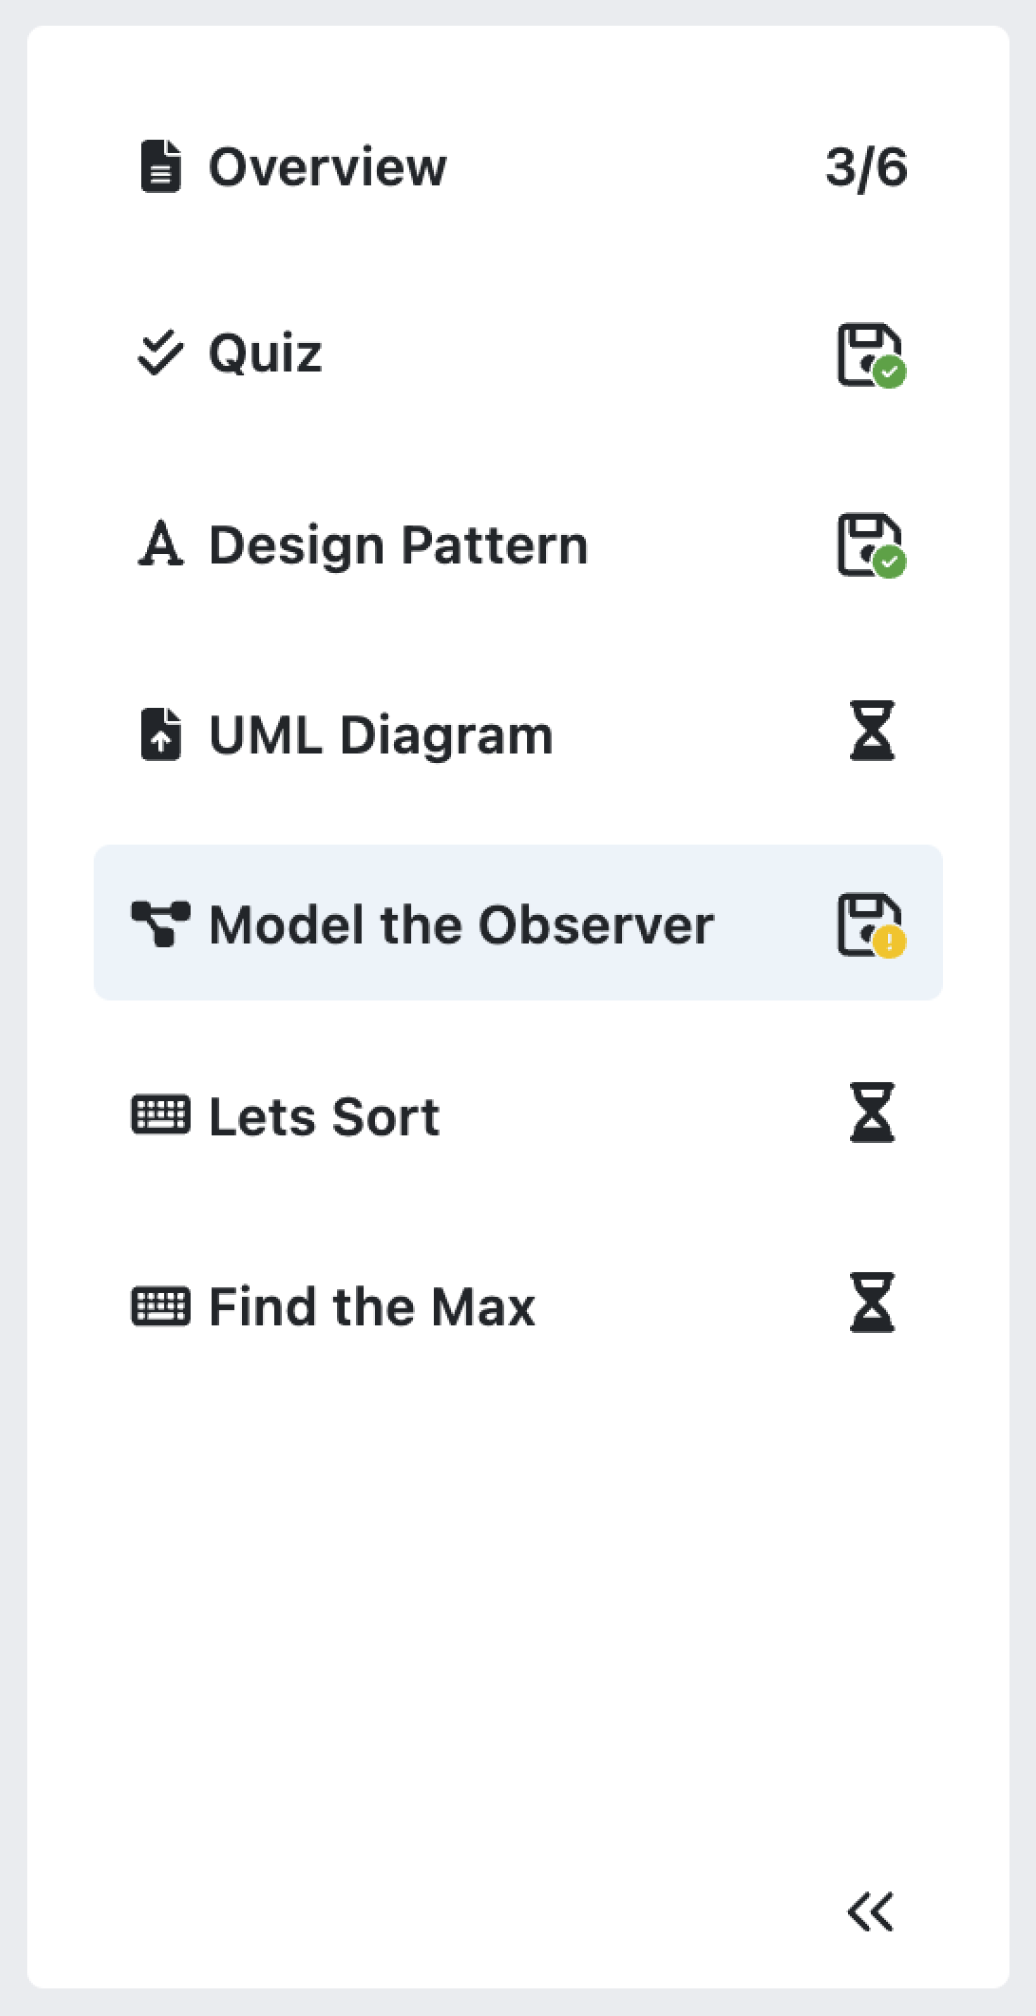 Overview 3/6
Quiz
Design Pattern
UML Diagram
Model the Observer
Lets Sort
Find the Max